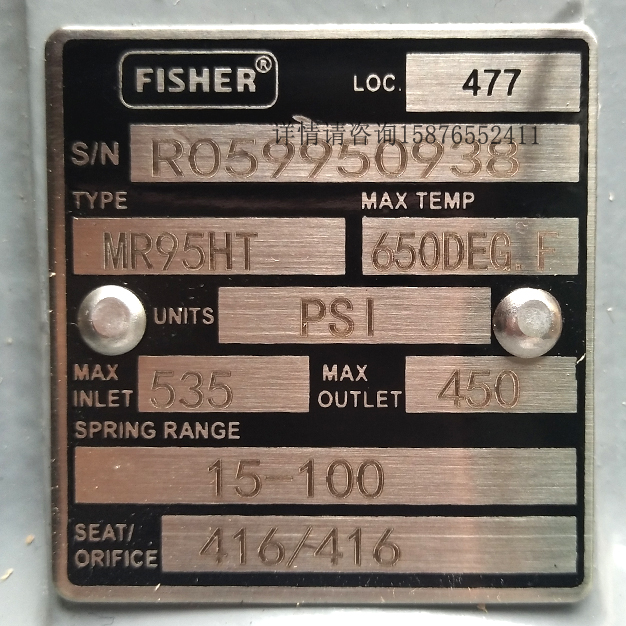 FISHER®
LOC. 477
详情请咨询15876552411
S/N R059950938
TYPE MAX TEMP
MR95HT 650DEG.F
UNITS PSI
MAX INLET 535 MAX OUTLET 450
SPRING RANGE
15-100
SEAT/
ORIFICE 416/416